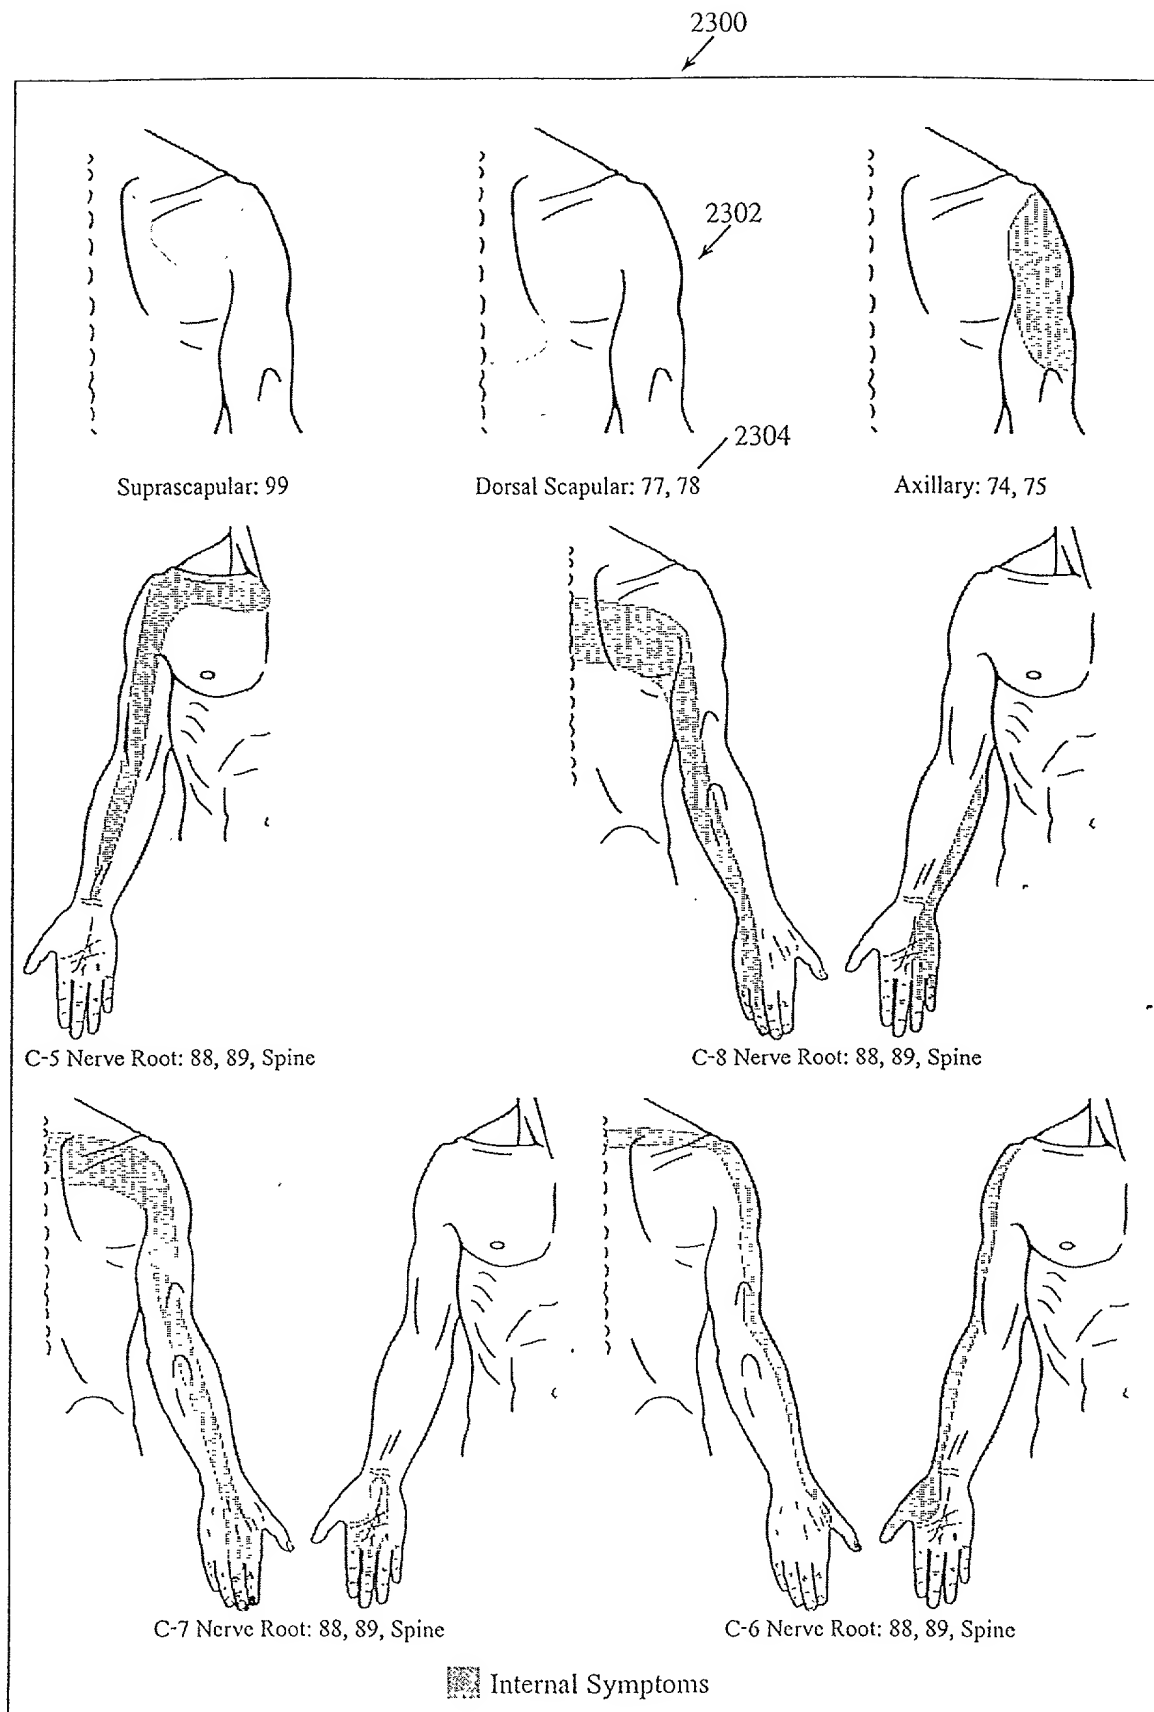 2300
2302
2304
Suprascapular: 99
Dorsal Scapular: 77, 78
Axillary: 74, 75
C-5 Nerve Root: 88, 89, Spine
C-8 Nerve Root: 88, 89, Spine
C-7 Nerve Root: 88, 89, Spine
C-6 Nerve Root: 88, 89, Spine
Internal Symptoms